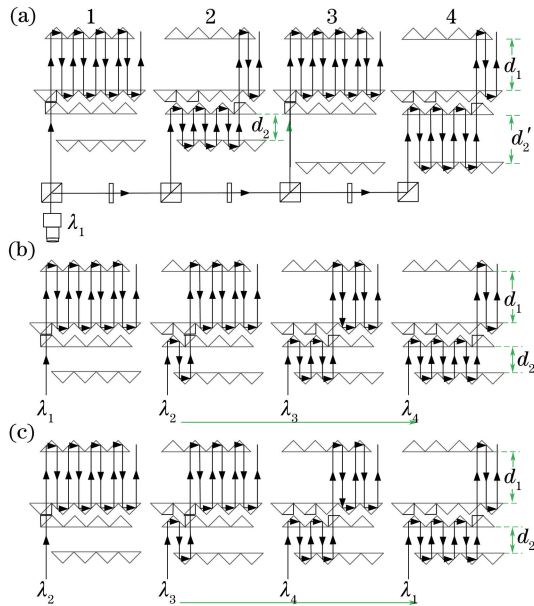 (a) 1 2 3 4
d₁
d₂ d₂′
λ₁
(b)
d₁
d₂
λ₁ λ₂ λ₃ λ₄
(c)
d₁
d₂
λ₂ λ₃ λ₄ λ₁